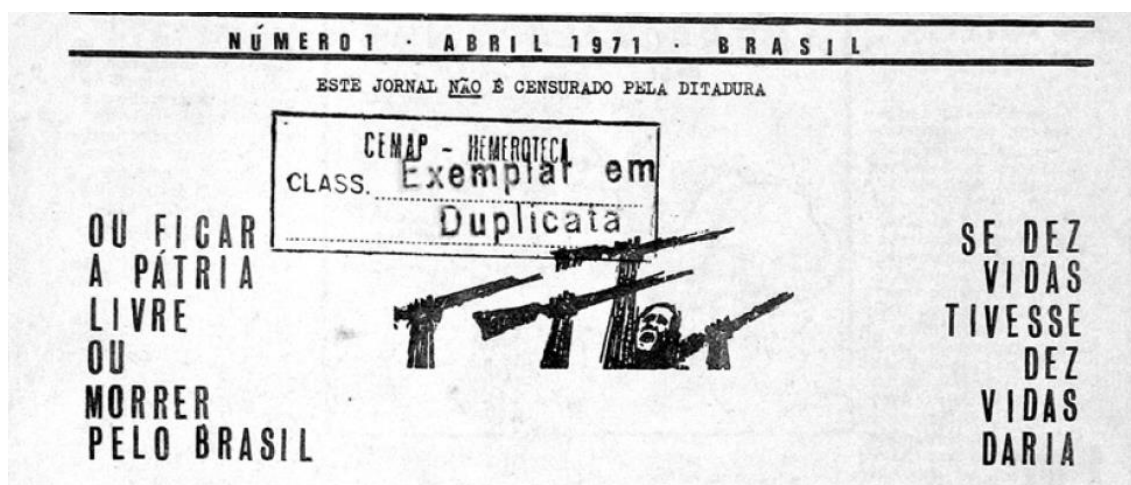 NÚMERO 1 · ABRIL 1971 · BRASIL
ESTE JORNAL NÃO É CENSURADO PELA DITADURA
CEMAP - HEMEROTECA
CLASS. Exemplar em
Duplicata
OU FICAR
A PÁTRIA
LIVRE
OU
MORRER
PELO BRASIL
SE DEZ
VIDAS
TIVESSE
DEZ
VIDAS
DARIA